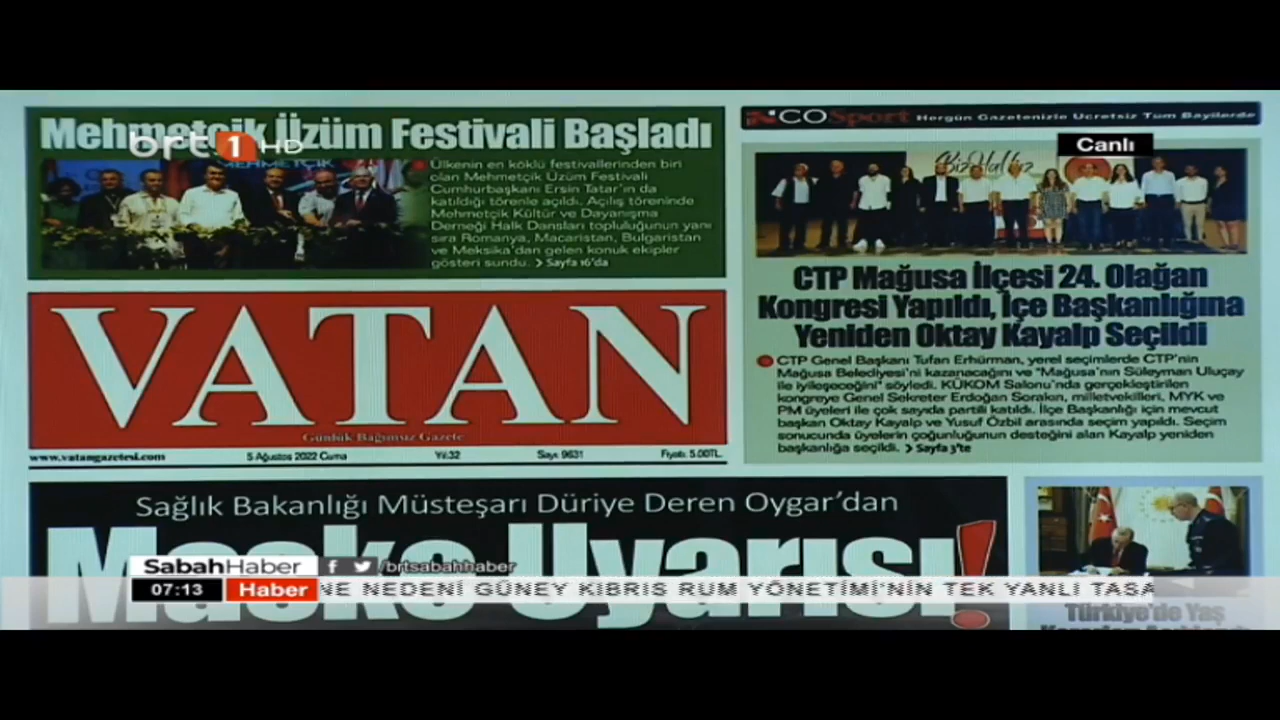 Mehmetçik Üzüm Festivali Başladı
brt 1 HD
MEHMETÇİK
Ülkenin en köklü festivallerinden biri
olan Mehmetçik Üzüm Festivali
Cumhurbaşkanı Ersin Tatar'ın da
katıldığı törenle açıldı. Açılış töreninde
Mehmetçik Kültür ve Dayanışma
Derneği Halk Dansları topluluğunun yanı
sıra Romanya, Macaristan, Bulgaristan
ve Meksika'dan gelen konuk ekipler
gösteri sundu. > Sayfa 16'da
COSport Hergün Gazetenizle Ücretsiz Tüm Bayilerde
Canlı
CTP Mağusa İlçesi 24. Olağan
Kongresi Yapıldı, İçe Başkanlığına
Yeniden Oktay Kayalp Seçildi
CTP Genel Başkanı Tufan Erhürman, yerel seçimlerde CTP'nin
Mağusa Belediyesi'ni kazanacağını ve "Mağusa'nın Süleyman Uluçay
ile iyileşeceğini" söyledi. KÜKOM Salonu'nda gerçekleştirilen
kongreye Genel Sekreter Erdoğan Sorakın, milletvekilleri, MYK ve
PM üyeleri ile çok sayıda partili katıldı. İlçe Başkanlığı için mevcut
başkan Oktay Kayalp ve Yusuf Özbil arasında seçim yapıldı. Seçim
sonucunda üyelerin çoğunluğunun desteğini alan Kayalp yeniden
başkanlığa seçildi. > Sayfa 3'te
VATAN
Günlük Bağımsız Gazete
www.vatangazetesi.com 5 Ağustos 2022 Cuma Yıl:32 Sayı: 9631 Fiyatı: 5.00TL.
Sağlık Bakanlığı Müsteşarı Düriye Deren Oygar'dan
Maske Uyarısı!
SabahHaber f /brtsabahhaber
07:13 Haber NE NEDENİ GÜNEY KIBRIS RUM YÖNETİMİ'NİN TEK YANLI TASA
Türkiye'de Yaş